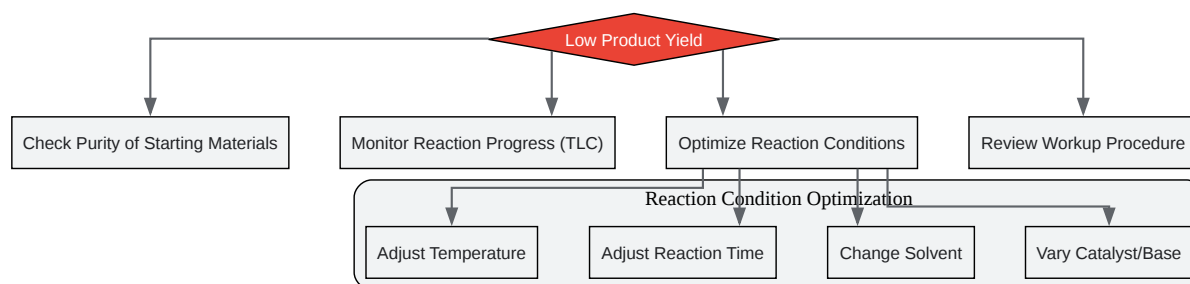 Low Product Yield
Check Purity of Starting Materials
Monitor Reaction Progress (TLC)
Optimize Reaction Conditions
Review Workup Procedure
Reaction Condition Optimization
Adjust Temperature
Adjust Reaction Time
Change Solvent
Vary Catalyst/Base